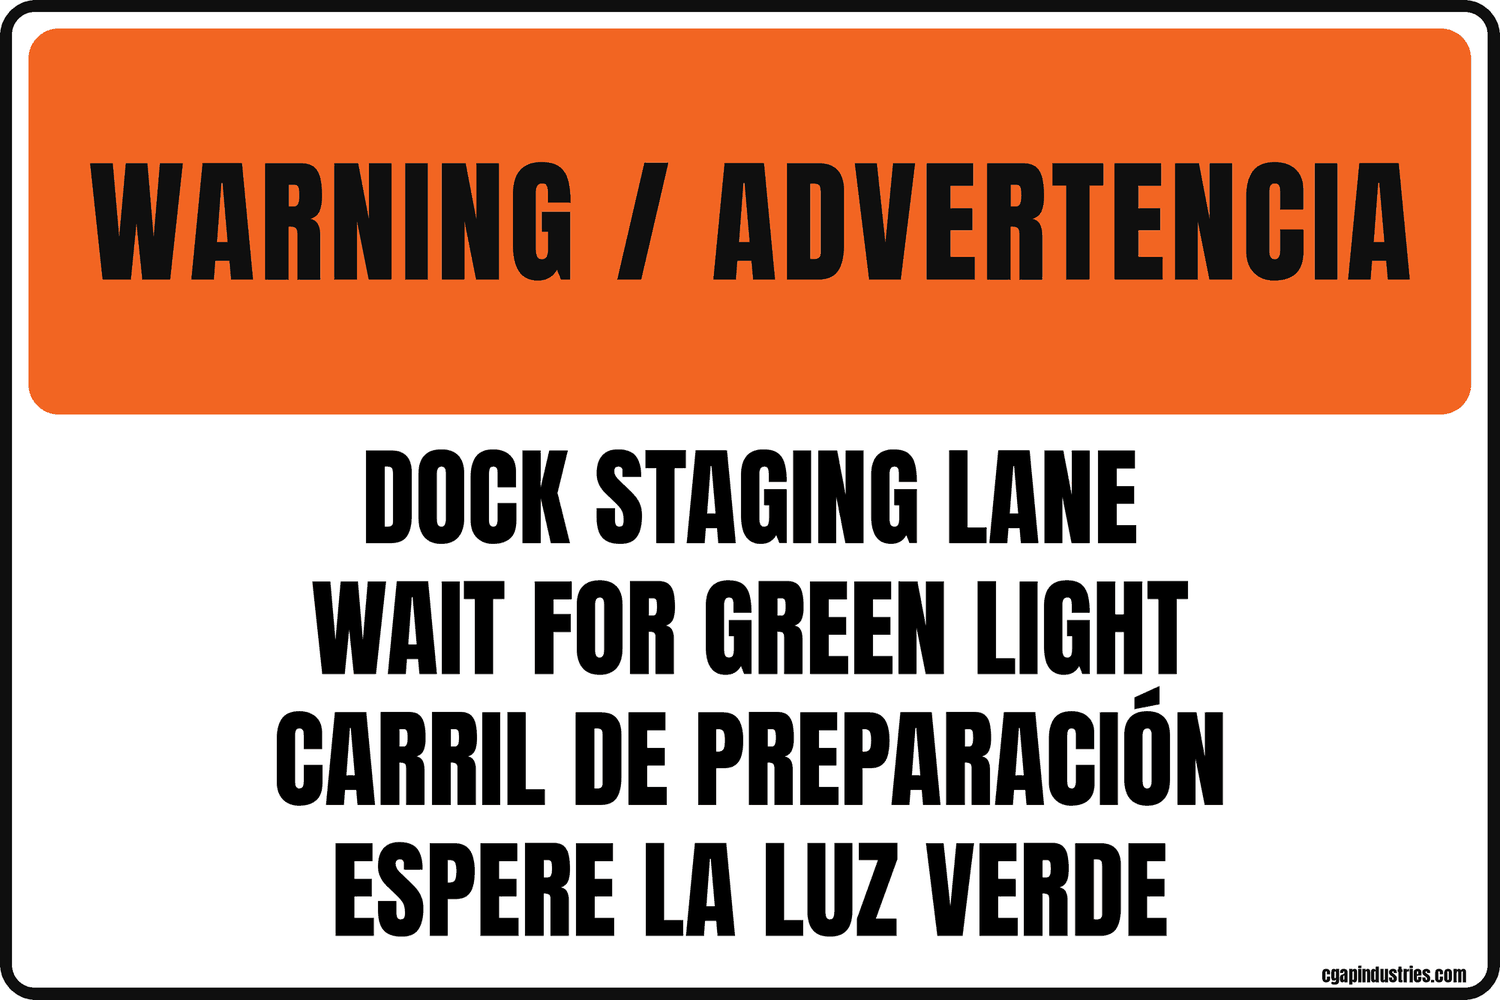 WARNING / ADVERTENCIA
DOCK STAGING LANE
WAIT FOR GREEN LIGHT
CARRIL DE PREPARACIÓN
ESPERE LA LUZ VERDE
cgapindustries.com